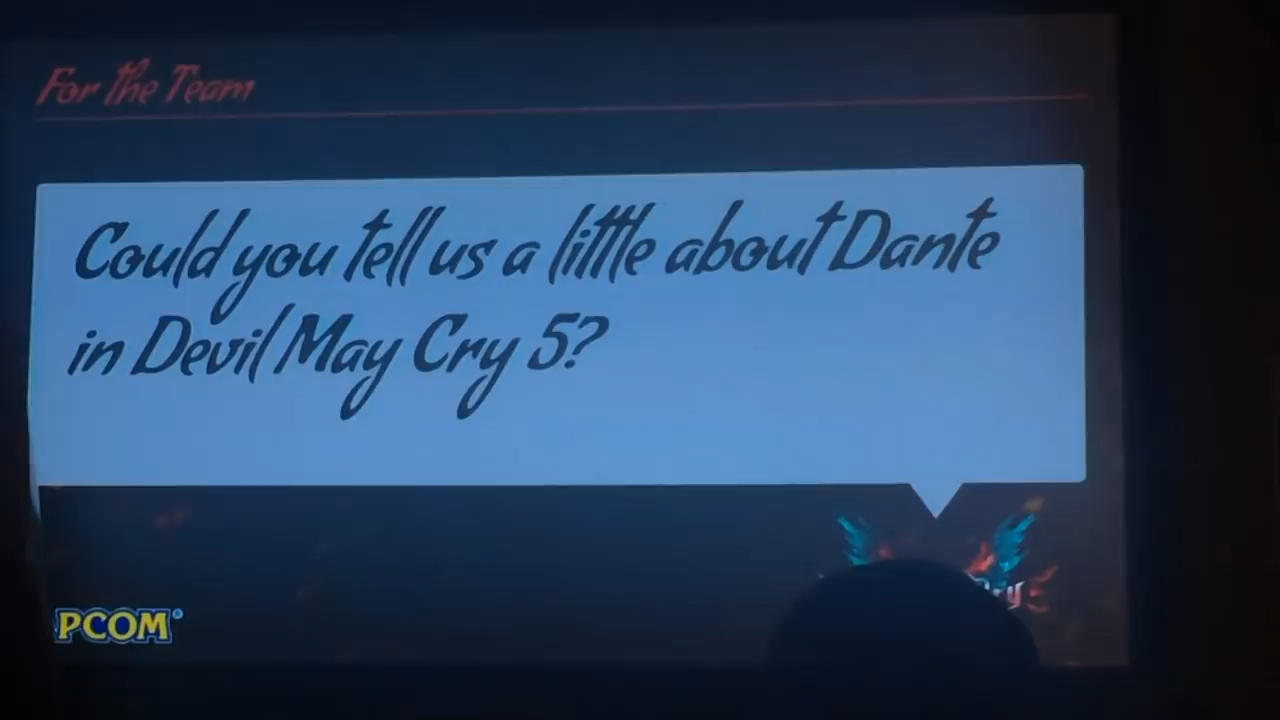 For the Team
Could you tell us a little about Dante
in Devil May Cry 5?
PCOM®